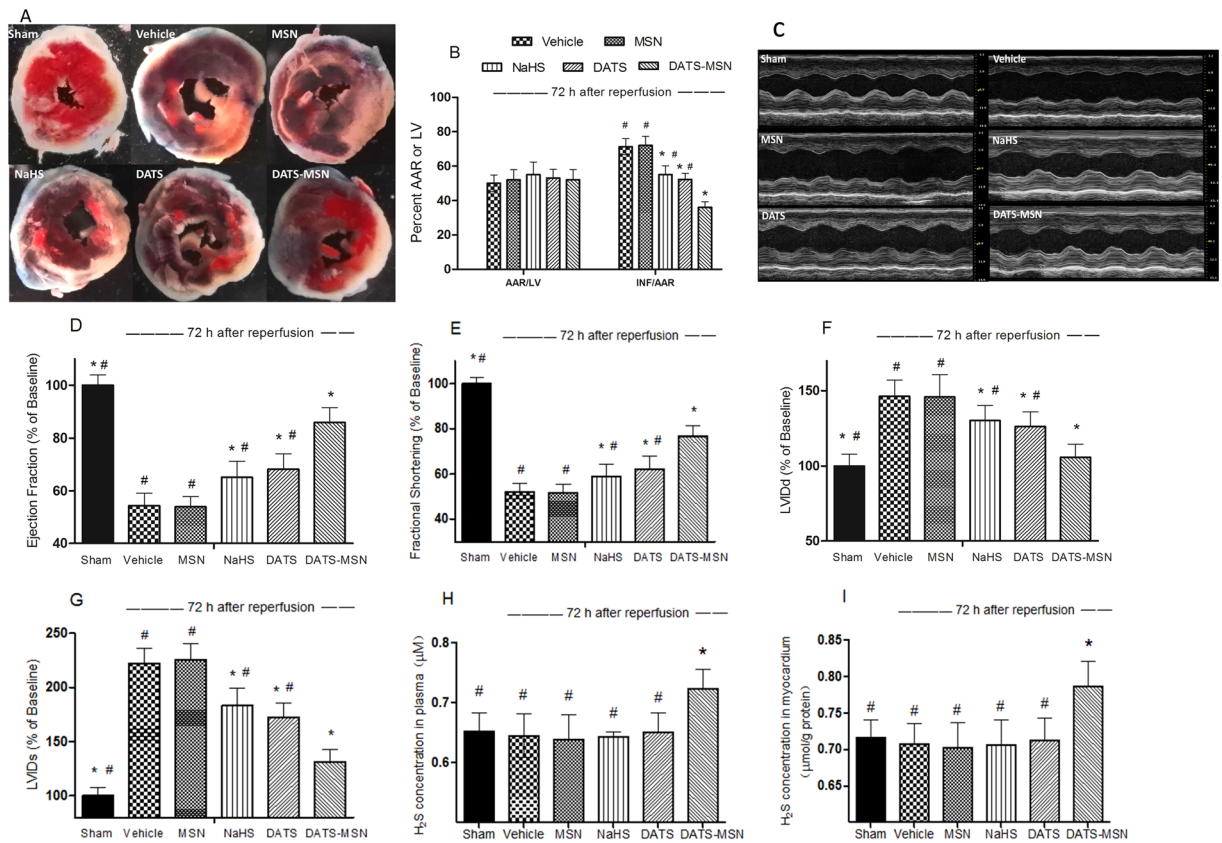 A
Sham
Vehicle
MSN
NaHS
DATS
DATS-MSN
B
Vehicle
MSN
NaHS
DATS
DATS-MSN
72 h after reperfusion
Percent AAR or LV
100
80
60
40
20
0
# # * # * # *
AAR/LV
INF/AAR
C
Sham
Vehicle
MSN
NaHS
DATS
DATS-MSN
D
72 h after reperfusion
Ejection Fraction (% of Baseline)
100
80
60
40
* # # # * # * # *
Sham Vehicle MSN NaHS DATS DATS-MSN
E
72 h after reperfusion
Fractional Shortening (% of Baseline)
100
80
60
40
* # # # * # * # *
Sham Vehicle MSN NaHS DATS DATS-MSN
F
72 h after reperfusion
LVIDd (% of Baseline)
150
100
50
* # # # * # * # *
Sham Vehicle MSN NaHS DATS DATS-MSN
G
72 h after reperfusion
LVIDs (% of Baseline)
250
200
150
100
* # # # * # * # *
Sham Vehicle MSN NaHS DATS DATS-MSN
H
72 h after reperfusion
H₂S concentration in plasma (μM)
0.8
0.7
0.6
# # # # # *
Sham Vehicle MSN NaHS DATS DATS-MSN
I
72 h after reperfusion
H₂S concentration in myocardium
(μmol/g protein)
0.85
0.80
0.75
0.70
0.65
# # # # # *
Sham Vehicle MSN NaHS DATS DATS-MSN